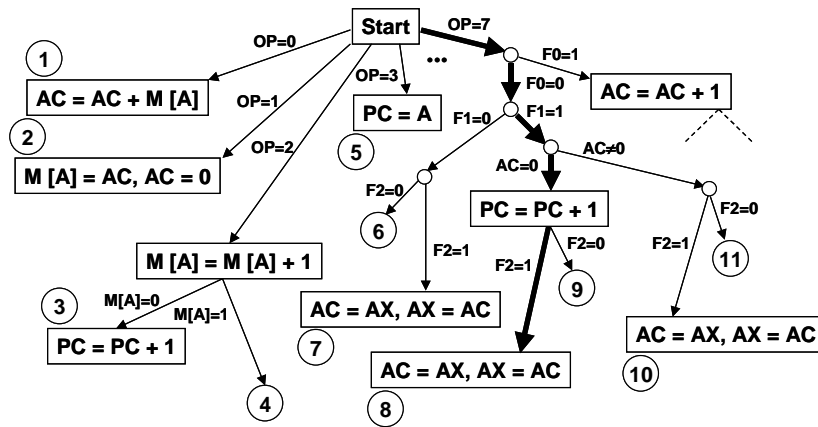 Start
OP=7
OP=0
1
OP=3
...
F0=1
AC = AC + M [A]
OP=1
F0=0
AC = AC + 1
PC = A
F1=0
F1=1
2
OP=2
5
AC=0
AC≠0
M [A] = AC, AC = 0
F2=0
PC = PC + 1
F2=0
6
F2=1
F2=1
F2=0
F2=1
11
M [A] = M [A] + 1
9
3
M[A]=0
M[A]=1
AC = AX, AX = AC
PC = PC + 1
7
AC = AX, AX = AC
10
AC = AX, AX = AC
4
8